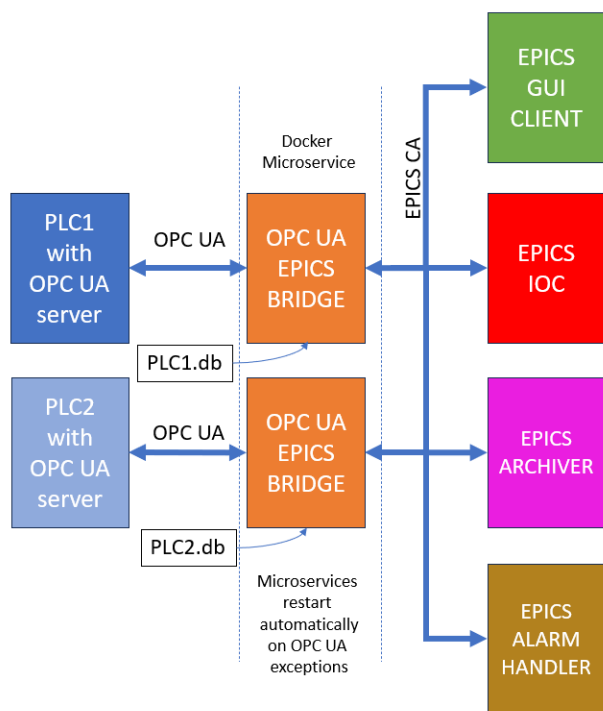 EPICS
GUI
CLIENT
Docker
Microservice
EPICS CA
PLC1
with
OPC UA
server
OPC UA
OPC UA
EPICS
BRIDGE
EPICS
IOC
PLC1.db
PLC2
with
OPC UA
server
OPC UA
OPC UA
EPICS
BRIDGE
EPICS
ARCHIVER
PLC2.db
Microservices
restart
automatically
on OPC UA
exceptions
EPICS
ALARM
HANDLER